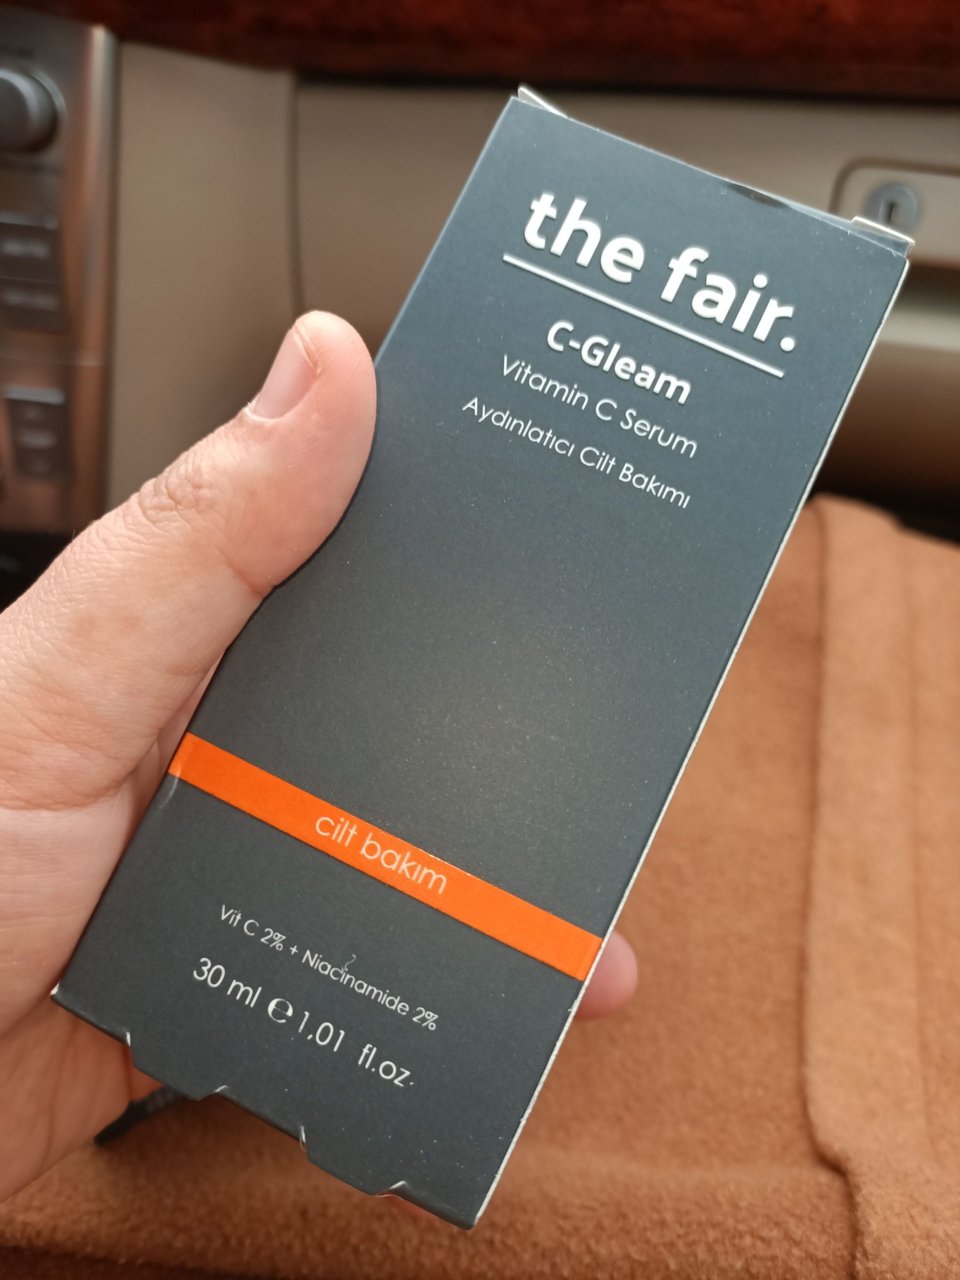 the fair.
C-Gleam
Vitamin C Serum
Aydınlatıcı Cilt Bakımı
cilt bakım
Vit C 2% + Niacinamide 2%
30 ml ℮ 1,01 fl.oz.